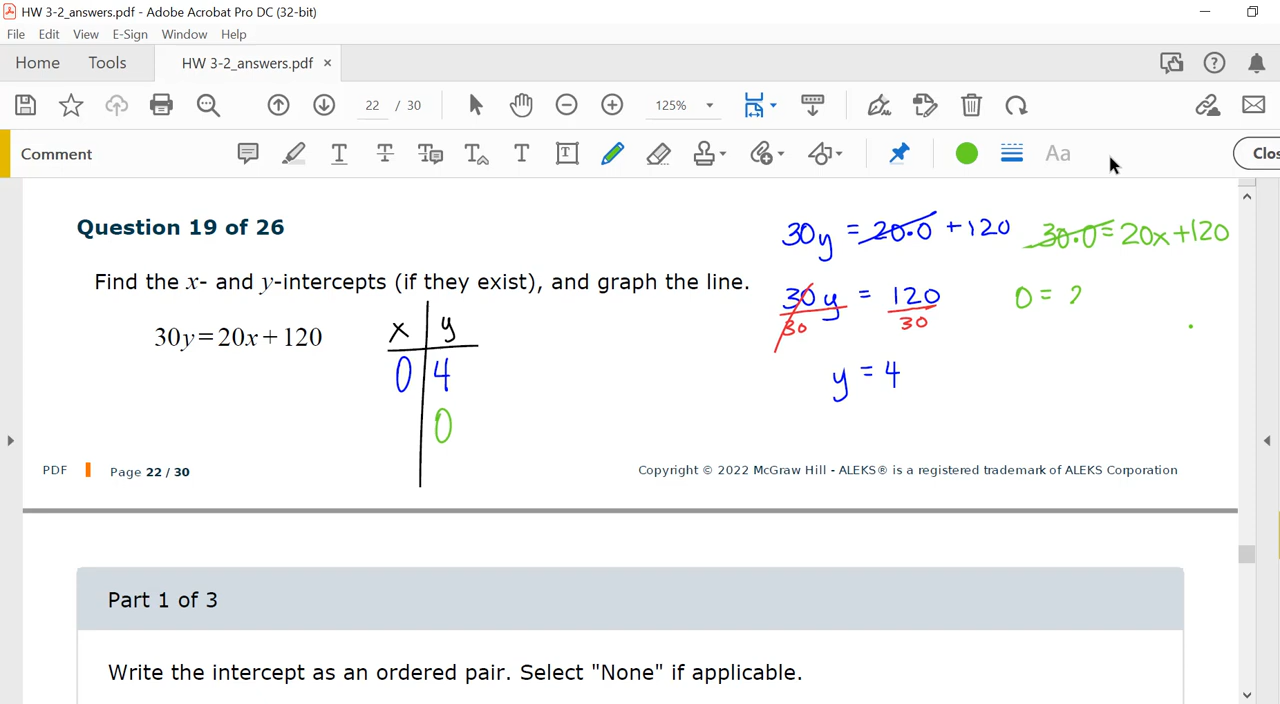 HW 3-2_answers.pdf - Adobe Acrobat Pro DC (32-bit)
File Edit View E-Sign Window Help
Home Tools HW 3-2_answers.pdf ×
22 / 30 125%
Comment Aa Clos
Question 19 of 26
30y = 20·0 + 120
30·0 = 20x + 120
Find the x- and y-intercepts (if they exist), and graph the line.
30y = 120
30 30
0 = 2
30y = 20x + 120
x y
0 4
y = 4
0
PDF Page 22 / 30
Copyright © 2022 McGraw Hill - ALEKS® is a registered trademark of ALEKS Corporation
Part 1 of 3
Write the intercept as an ordered pair. Select "None" if applicable.